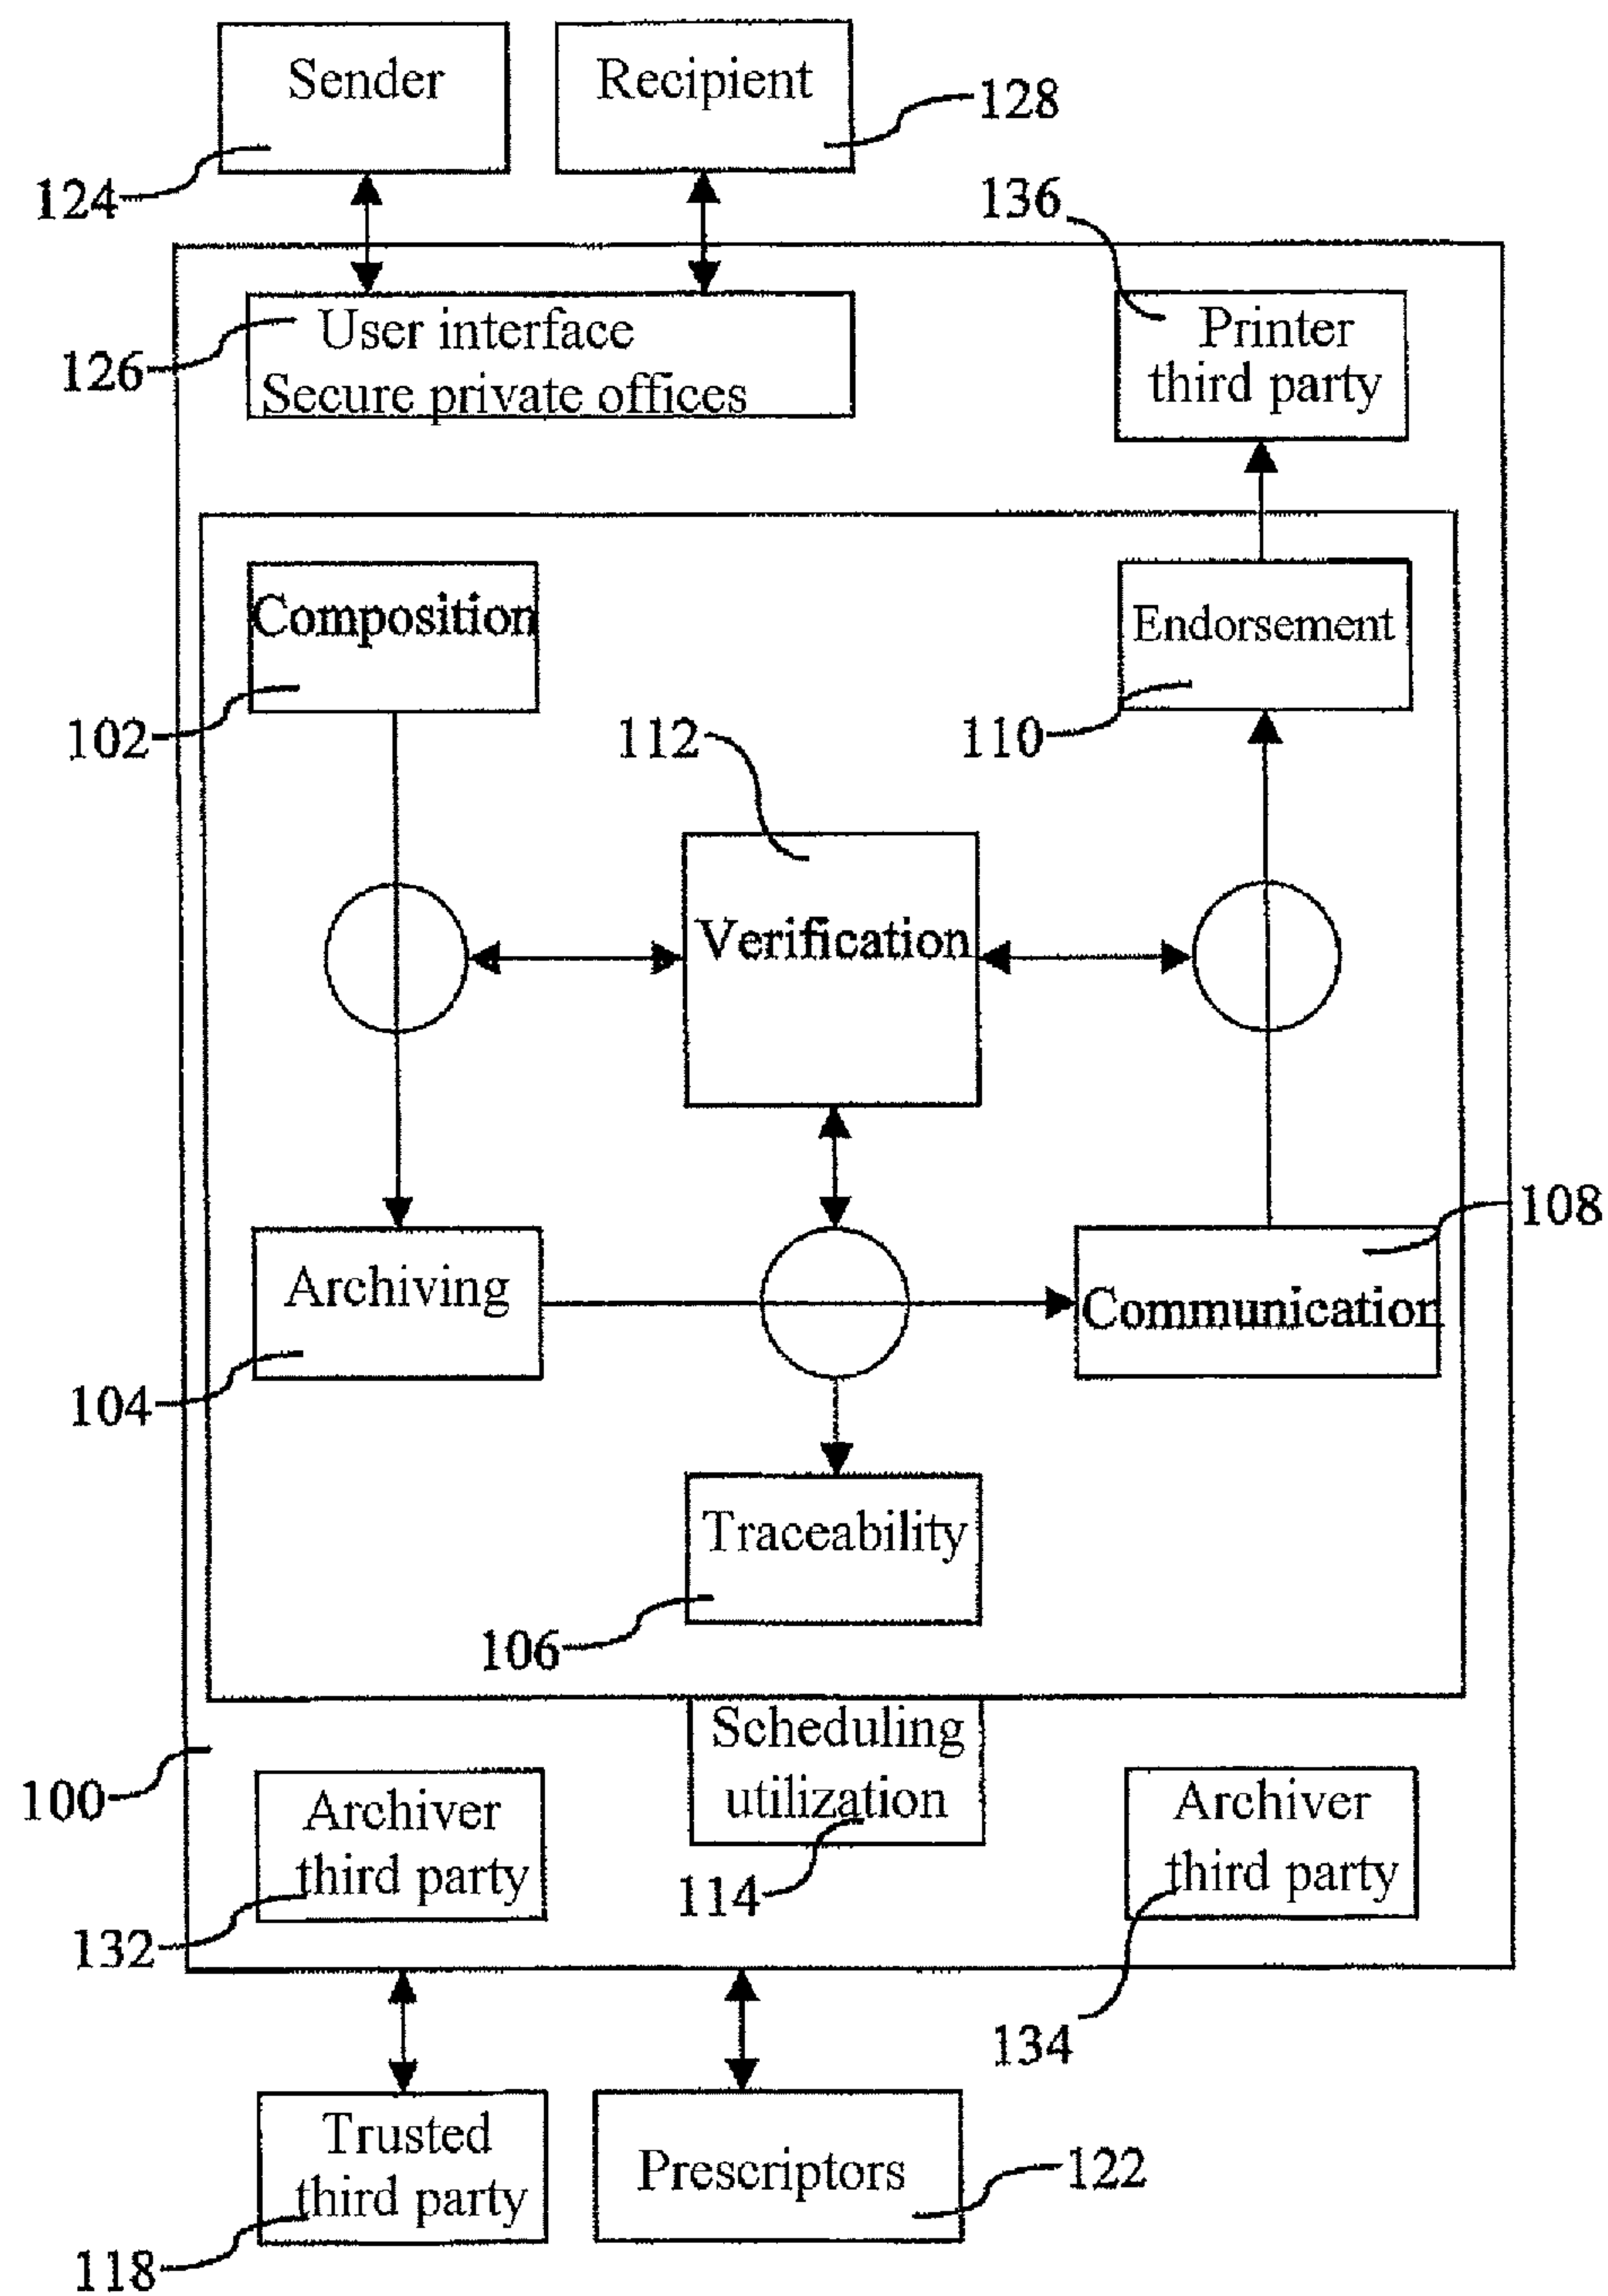 Sender
Recipient
128
124
136
User interface
Secure private offices
126
Printer
third party
Composition
Endorsement
102
112
110
Verification
108
Archiving
Communication
104
Traceability
106
Scheduling
utilization
100
Archiver
third party
114
Archiver
third party
132
134
Trusted
third party
Prescriptors
122
118